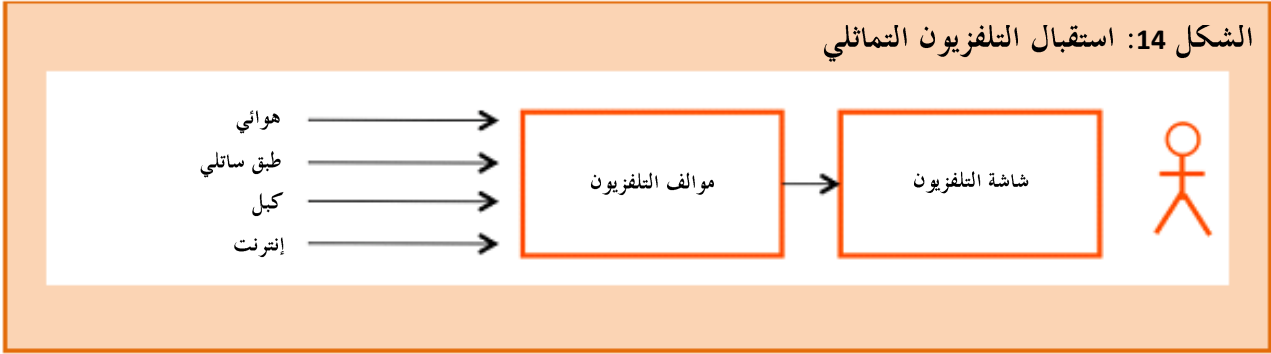 الشكل 14: استقبال التلفزيون التماثلي
هوائي
طبق ساتلي
كبل
إنترنت
موالف التلفزيون
شاشة التلفزيون